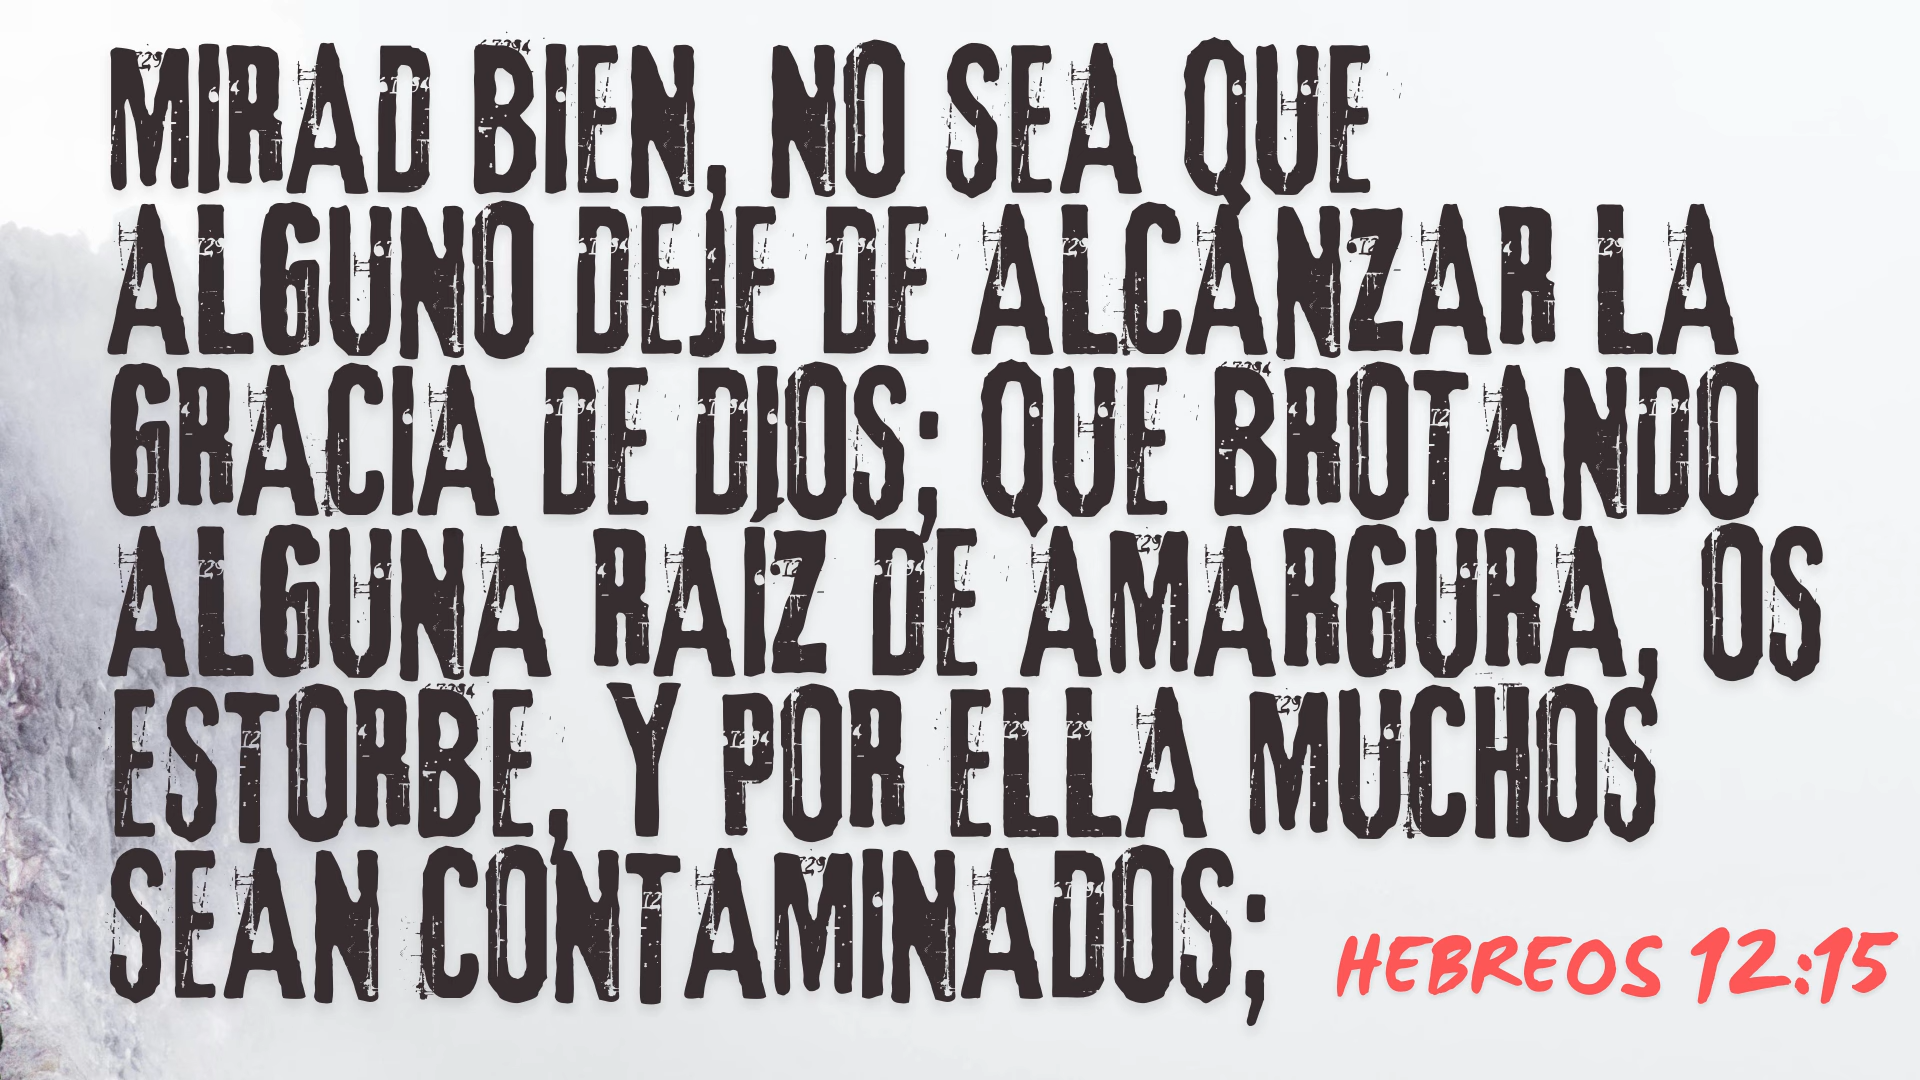 MIRAD BIEN, NO SEA QUE
ALGUNO DEJE DE ALCANZAR LA
GRACIA DE DIOS; QUE BROTANDO
ALGUNA RAÍZ DE AMARGURA, OS
ESTORBE, Y POR ELLA MUCHOS
SEAN CONTAMINADOS;
HEBREOS 12:15